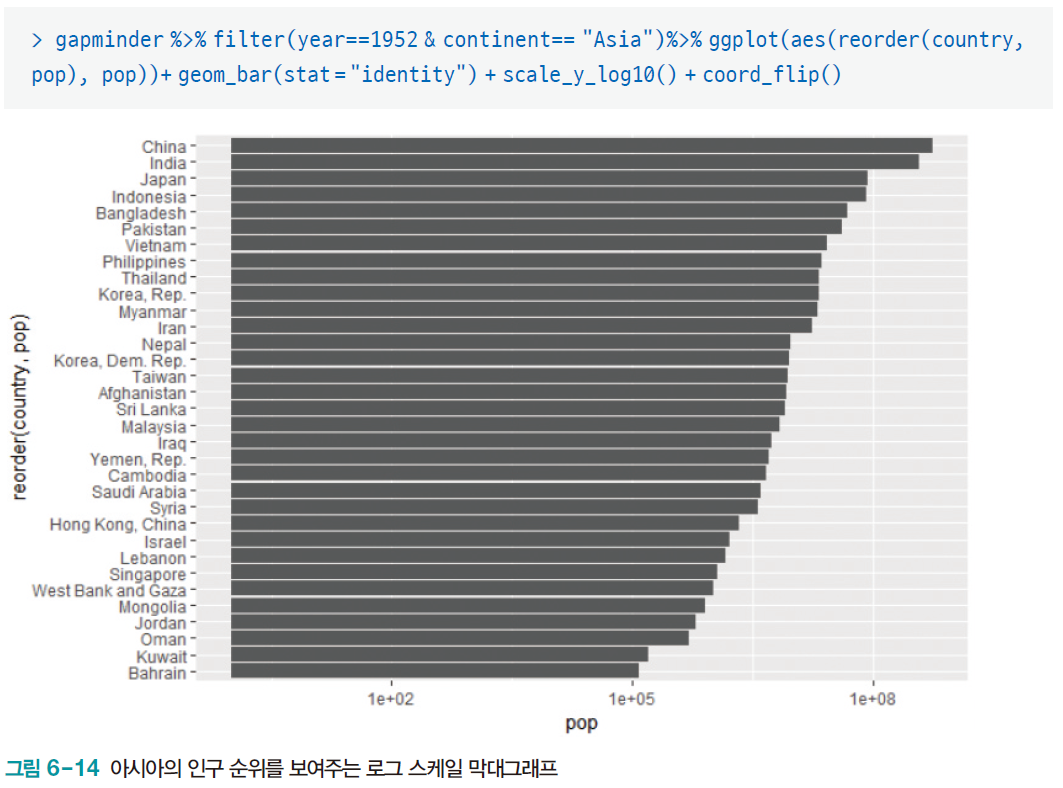 > gapminder %>% filter(year==1952 & continent== "Asia")%>% ggplot(aes(reorder(country,
pop), pop))+ geom_bar(stat="identity") + scale_y_log10() + coord_flip()
China
India
Japan
Indonesia
Bangladesh
Pakistan
Vietnam
Philippines
Thailand
Korea, Rep.
Myanmar
Iran
Nepal
Korea, Dem. Rep.
Taiwan
Afghanistan
Sri Lanka
Malaysia
Iraq
Yemen, Rep.
Cambodia
Saudi Arabia
Syria
Hong Kong, China
Israel
Lebanon
Singapore
West Bank and Gaza
Mongolia
Jordan
Oman
Kuwait
Bahrain
reorder(country, pop)
1e+02 1e+05 1e+08
pop
그림 6-14 아시아의 인구 순위를 보여주는 로그 스케일 막대그래프